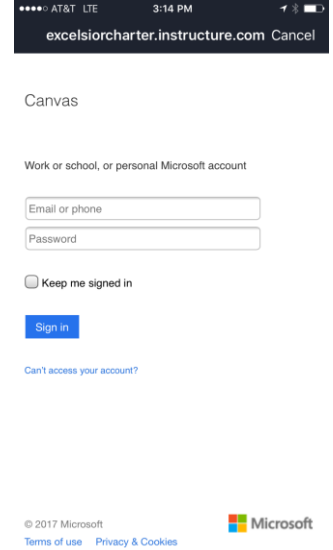 AT&T LTE 3:14 PM
excelsiorcharter.instructure.com Cancel
Canvas
Work or school, or personal Microsoft account
Email or phone
Password
Keep me signed in
Sign in
Can't access your account?
© 2017 Microsoft
Microsoft
Terms of use Privacy & Cookies